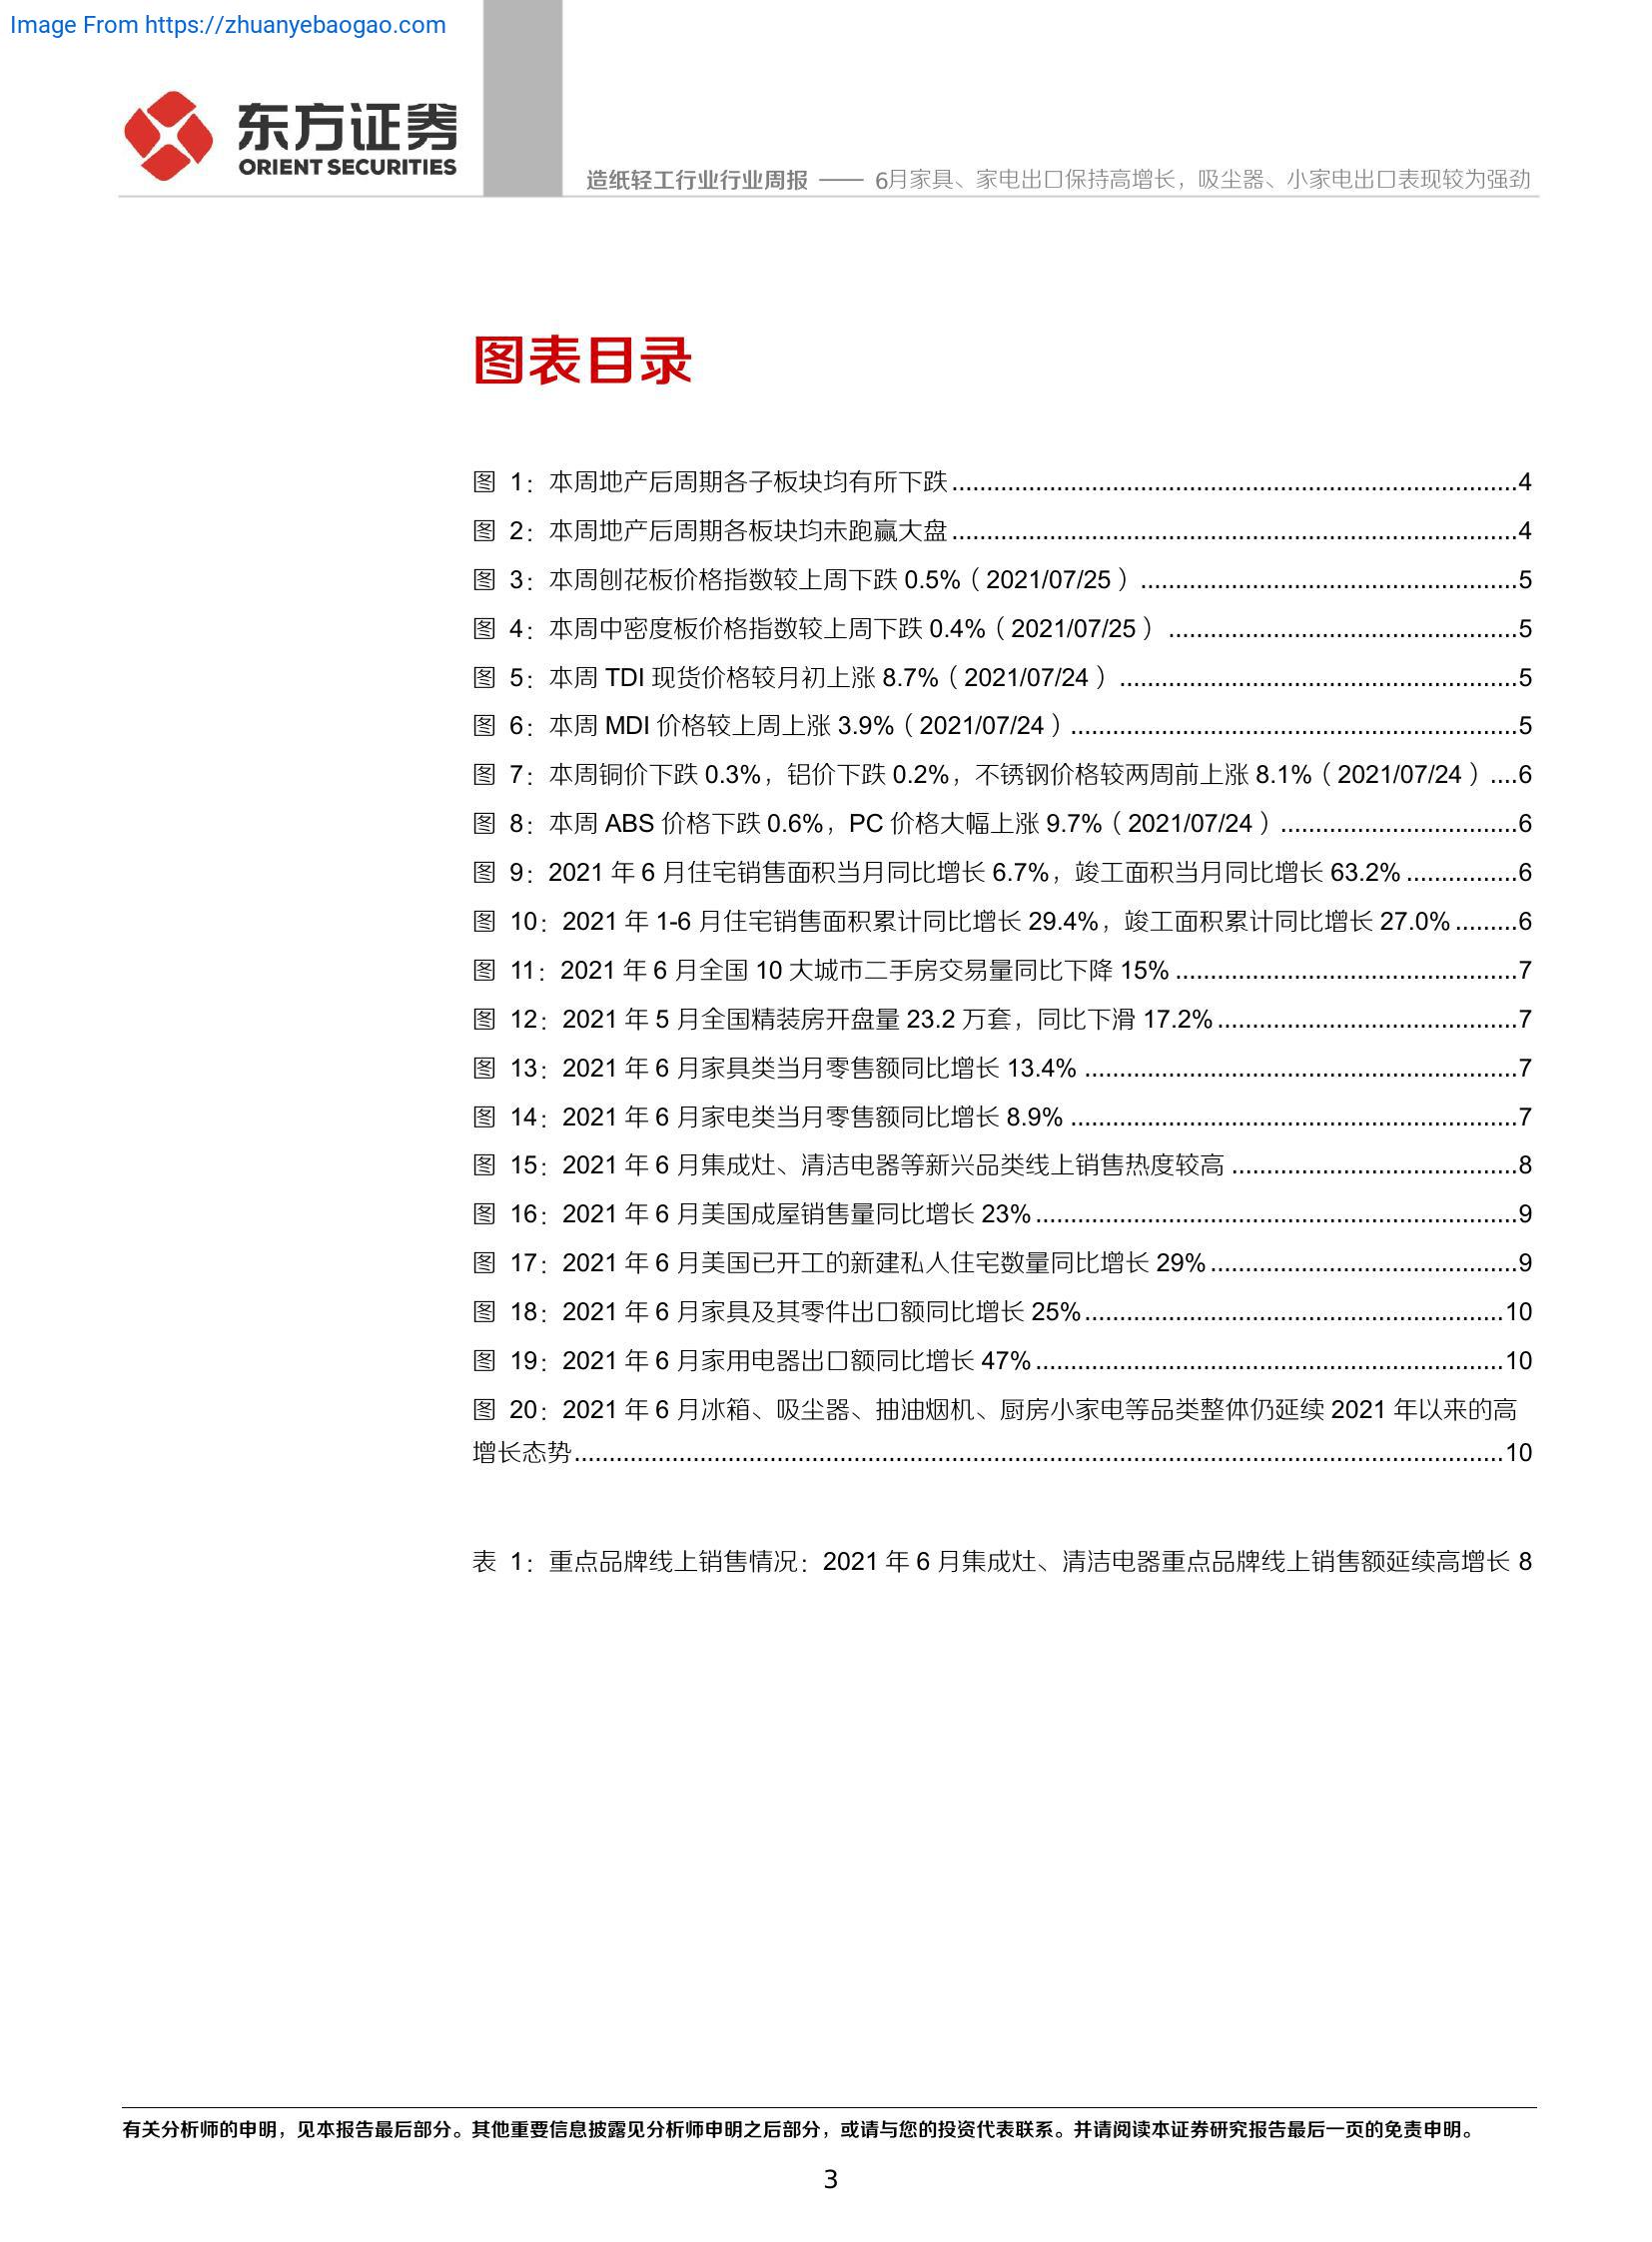 Image From https://zhuanyebaogao.com
东方证券
ORIENT SECURITIES
造纸轻工行业行业周报 —— 6月家具、家电出口保持高增长，吸尘器、小家电出口表现较为强劲
图表目录
图 1：本周地产后周期各子板块均有所下跌................................................................................4
图 2：本周地产后周期各板块均未跑赢大盘................................................................................4
图 3：本周刨花板价格指数较上周下跌 0.5%（2021/07/25）......................................................5
图 4：本周中密度板价格指数较上周下跌 0.4%（2021/07/25）..................................................5
图 5：本周 TDI 现货价格较月初上涨 8.7%（2021/07/24）.........................................................5
图 6：本周 MDI 价格较上周上涨 3.9%（2021/07/24）................................................................5
图 7：本周铜价下跌 0.3%，铝价下跌 0.2%，不锈钢价格较两周前上涨 8.1%（2021/07/24）....6
图 8：本周 ABS 价格下跌 0.6%，PC 价格大幅上涨 9.7%（2021/07/24）..................................6
图 9：2021 年 6 月住宅销售面积当月同比增长 6.7%，竣工面积当月同比增长 63.2%................6
图 10：2021 年 1-6 月住宅销售面积累计同比增长 29.4%，竣工面积累计同比增长 27.0%.........6
图 11：2021 年 6 月全国 10 大城市二手房交易量同比下降 15%.................................................7
图 12：2021 年 5 月全国精装房开盘量 23.2 万套，同比下滑 17.2%...........................................7
图 13：2021 年 6 月家具类当月零售额同比增长 13.4%..............................................................7
图 14：2021 年 6 月家电类当月零售额同比增长 8.9%................................................................7
图 15：2021 年 6 月集成灶、清洁电器等新兴品类线上销售热度较高.........................................8
图 16：2021 年 6 月美国成屋销售量同比增长 23%.....................................................................9
图 17：2021 年 6 月美国已开工的新建私人住宅数量同比增长 29%............................................9
图 18：2021 年 6 月家具及其零件出口额同比增长 25%............................................................10
图 19：2021 年 6 月家用电器出口额同比增长 47%...................................................................10
图 20：2021 年 6 月冰箱、吸尘器、抽油烟机、厨房小家电等品类整体仍延续 2021 年以来的高
增长态势.....................................................................................................................................10
表 1：重点品牌线上销售情况：2021 年 6 月集成灶、清洁电器重点品牌线上销售额延续高增长 8
有关分析师的申明，见本报告最后部分。其他重要信息披露见分析师申明之后部分，或请与您的投资代表联系。并请阅读本证券研究报告最后一页的免责申明。
3